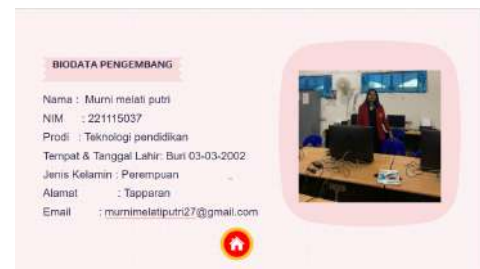 BIODATA PENGEMBANG
Nama : Murni melati putri
NIM : 221115037
Prodi : Teknologi pendidikan
Tempat & Tanggal Lahir: Buri 03-03-2002
Jenis Kelamin : Perempuan
Alamat : Tapparan
Email : murnimelatiputri27@gmail.com